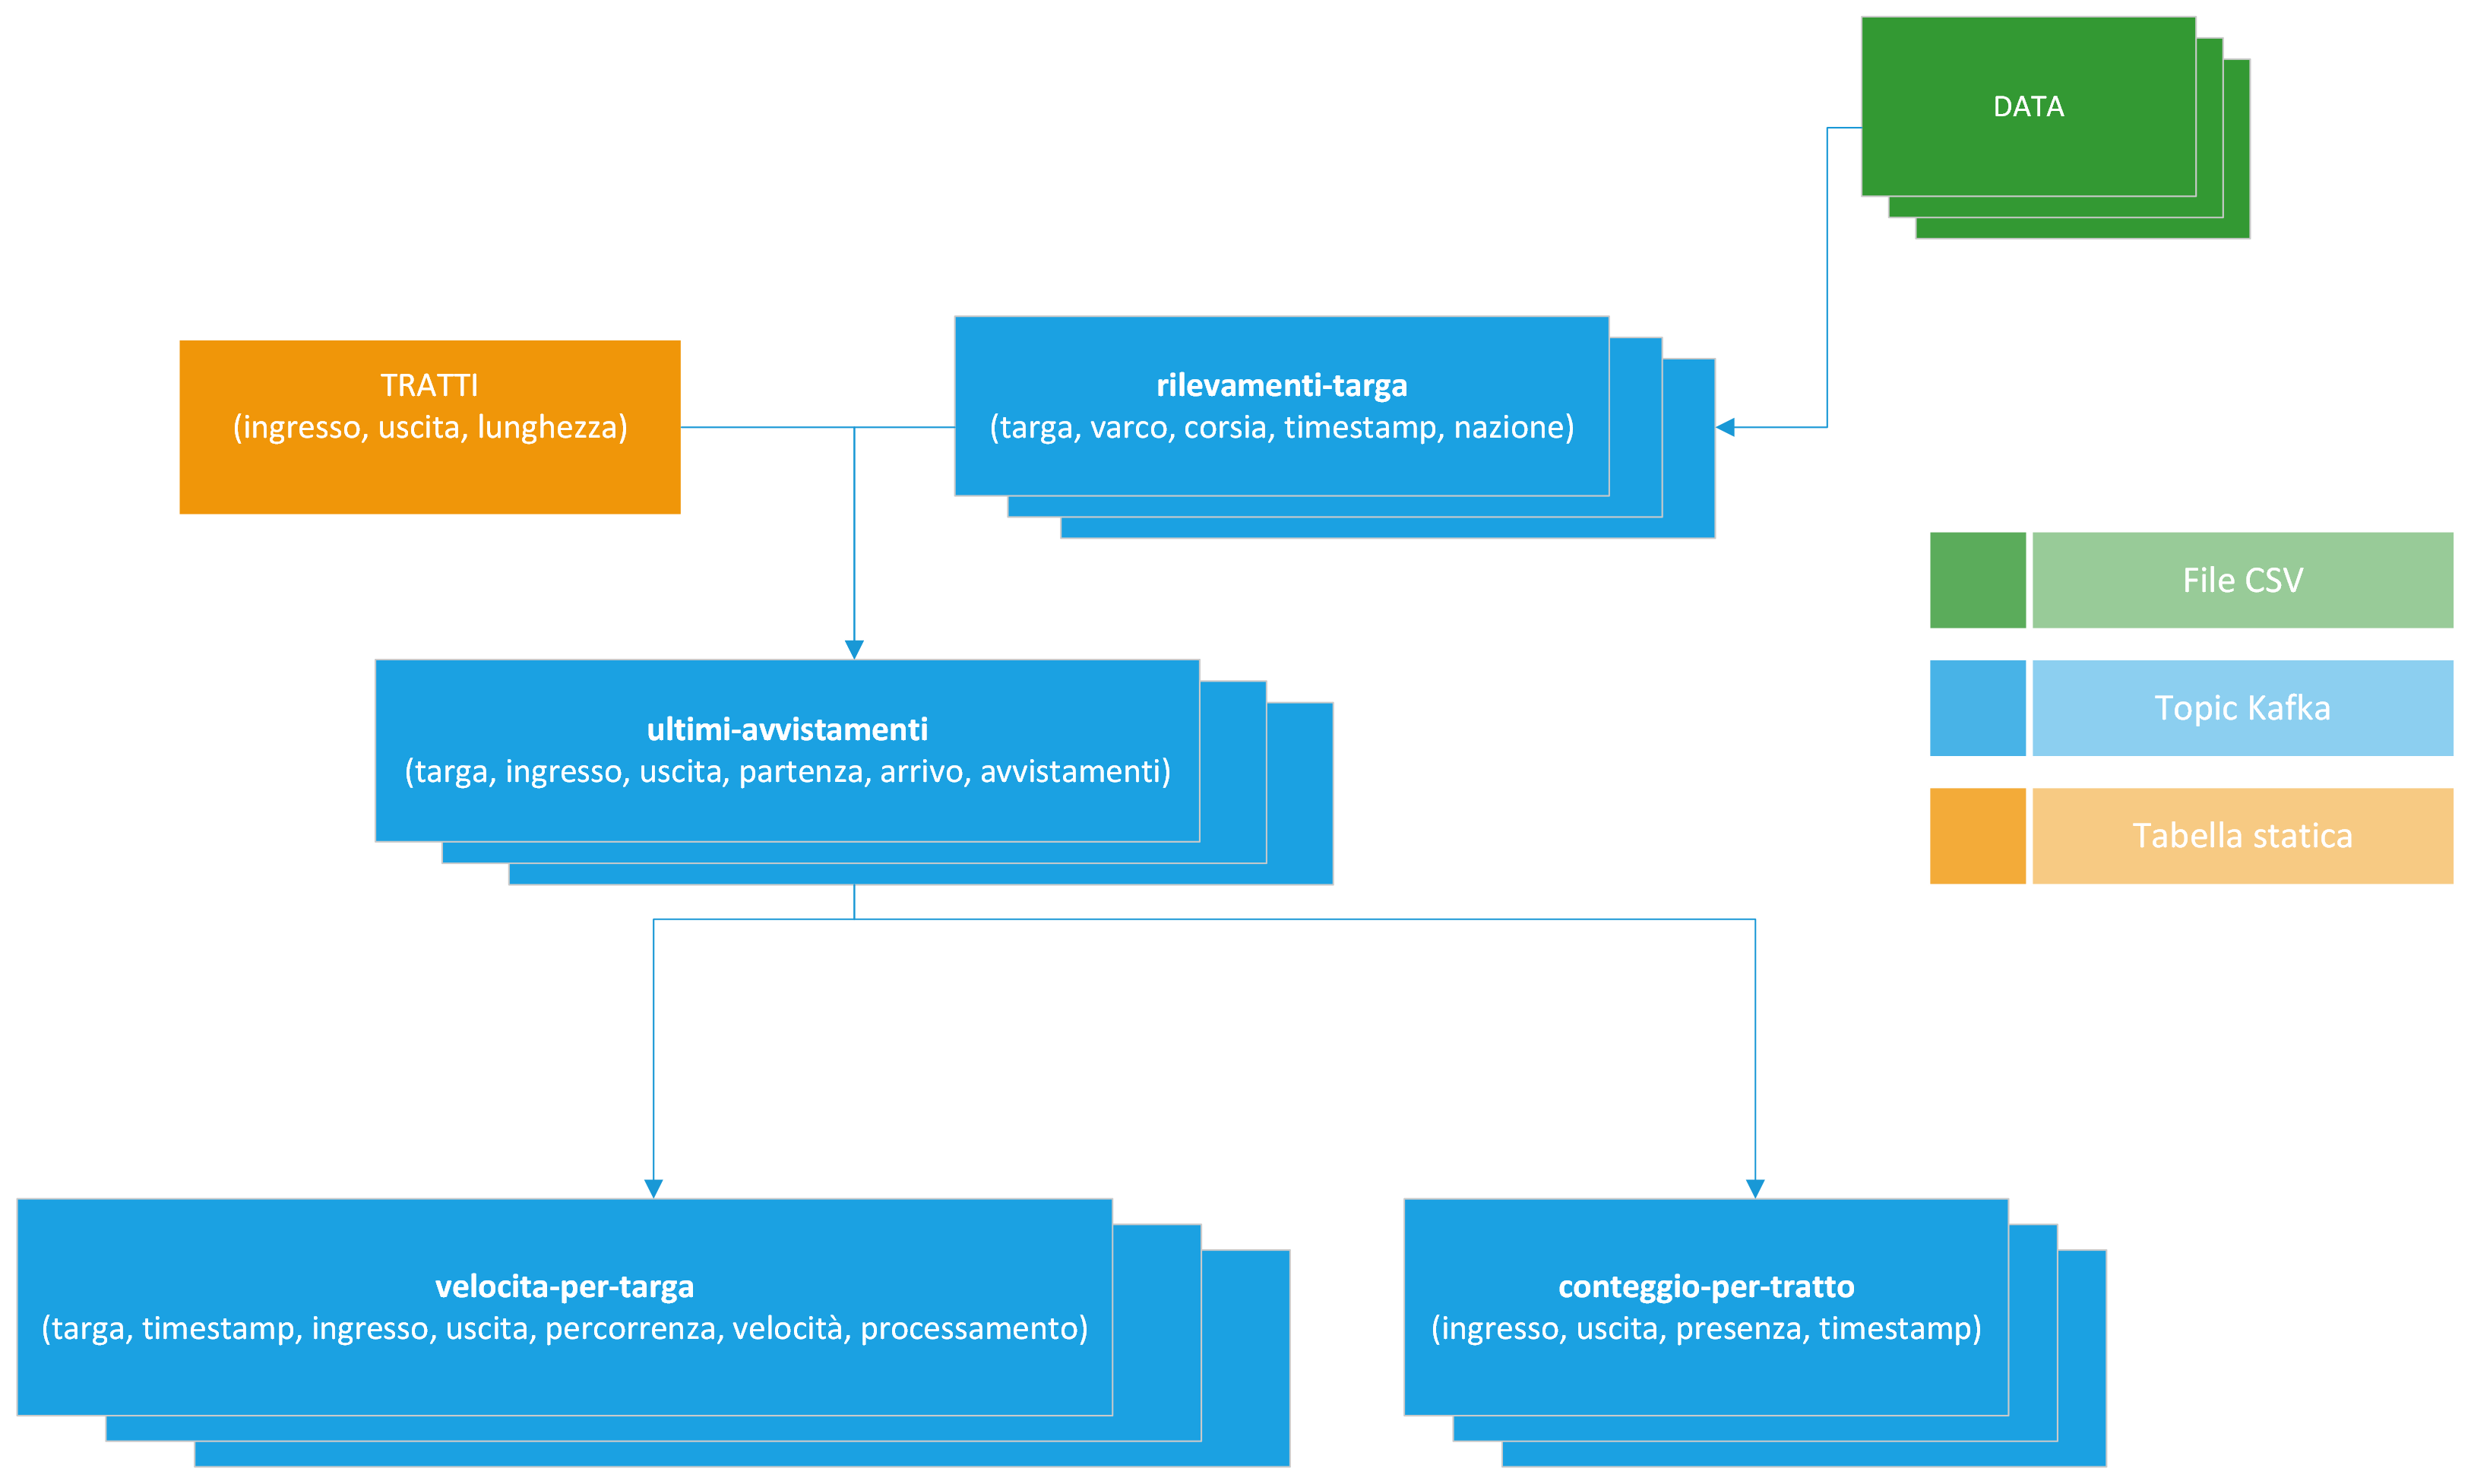 DATA
TRATTI
(ingresso, uscita, lunghezza)
rilevamenti-targa
(targa, varco, corsia, timestamp, nazione)
File CSV
Topic Kafka
Tabella statica
ultimi-avvistamenti
(targa, ingresso, uscita, partenza, arrivo, avvistamenti)
velocita-per-targa
(targa, timestamp, ingresso, uscita, percorrenza, velocità, processamento)
conteggio-per-tratto
(ingresso, uscita, presenza, timestamp)